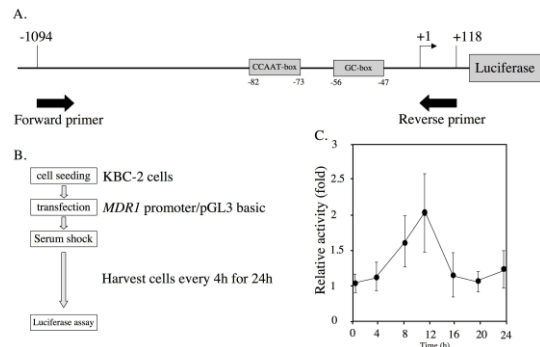 A.
-1094
+1
+118
CCAAT-box
GC-box
Luciferase
-82
-73
-56
-47
Forward primer
Reverse primer
B.
cell seeding
KBC-2 cells
transfection
MDR1 promoter/pGL3 basic
Serum shock
Harvest cells every 4h for 24h
Luciferase assay
C.
Relative activity (fold)
3
2.5
2
1.5
1
0
0 4 8 12 16 20 24
Time (h)